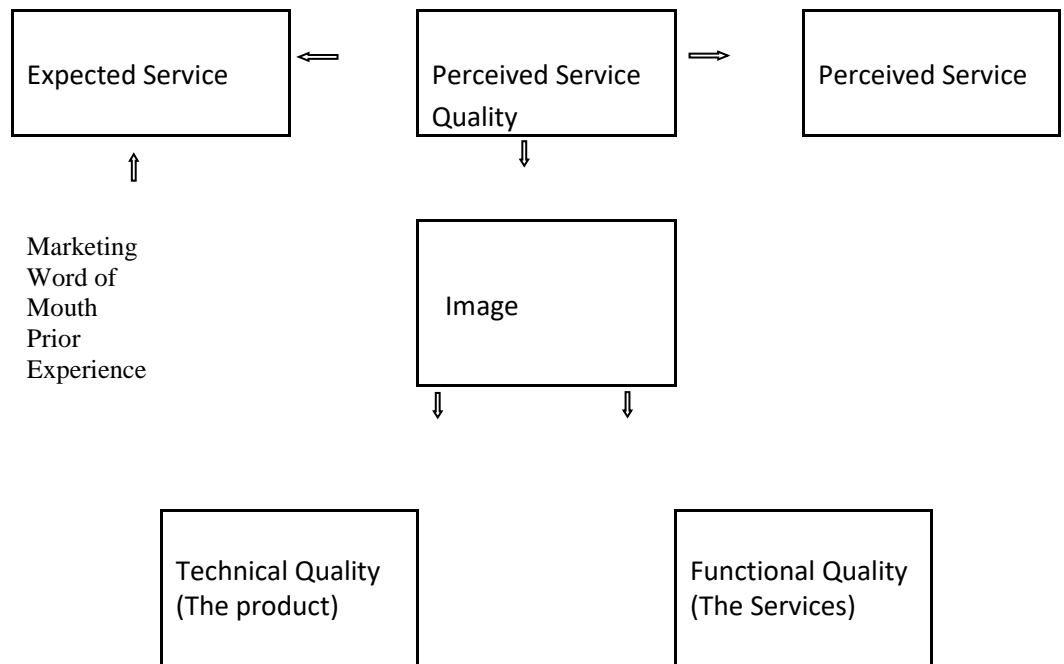 Expected Service
Perceived Service
Quality
Perceived Service
Marketing
Word of
Mouth
Prior
Experience
Image
Technical Quality
(The product)
Functional Quality
(The Services)